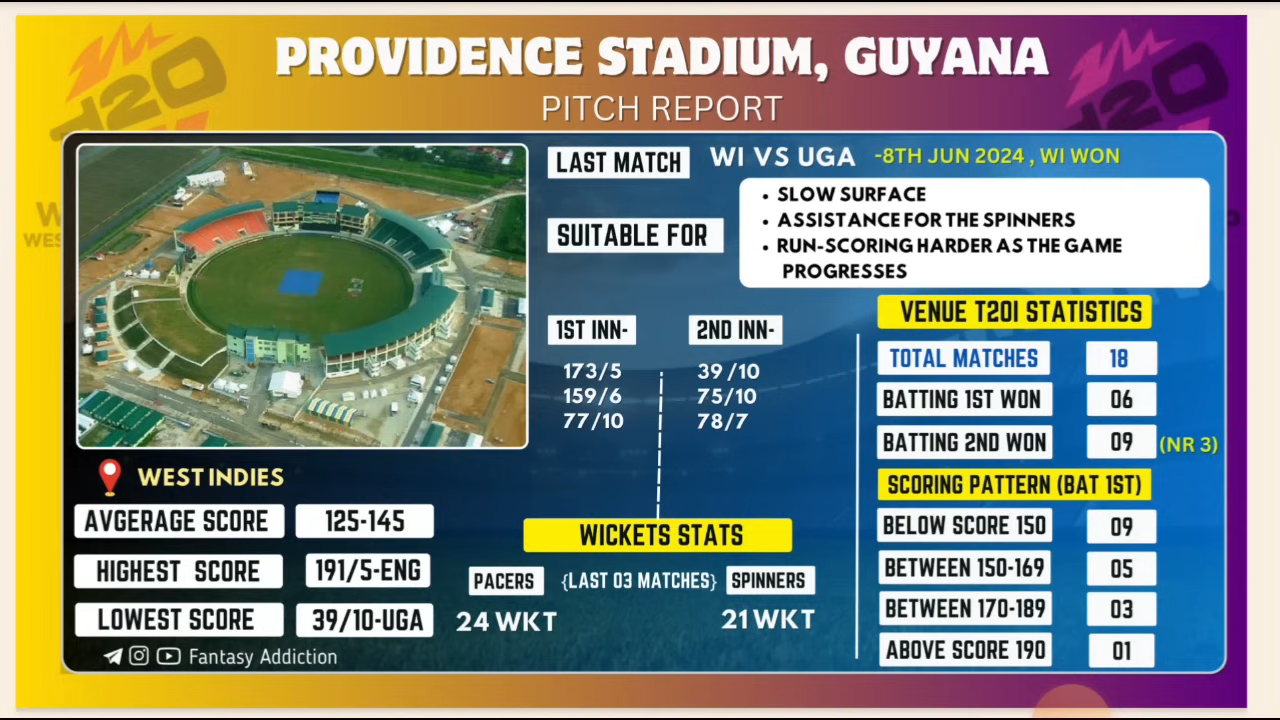 PROVIDENCE STADIUM, GUYANA
PITCH REPORT
LAST MATCH
WI VS UGA -8TH JUN 2024 , WI WON
SUITABLE FOR
• SLOW SURFACE
• ASSISTANCE FOR THE SPINNERS
• RUN-SCORING HARDER AS THE GAME
PROGRESSES
1ST INN- 2ND INN-
173/5 39/10
159/6 75/10
77/10 78/7
WEST INDIES
AVGERAGE SCORE 125-145
HIGHEST SCORE 191/5-ENG
LOWEST SCORE 39/10-UGA
WICKETS STATS
PACERS {LAST 03 MATCHES} SPINNERS
24 WKT 21 WKT
VENUE T20I STATISTICS
TOTAL MATCHES 18
BATTING 1ST WON 06
BATTING 2ND WON 09 (NR 3)
SCORING PATTERN (BAT 1ST)
BELOW SCORE 150 09
BETWEEN 150-169 05
BETWEEN 170-189 03
ABOVE SCORE 190 01
Fantasy Addiction